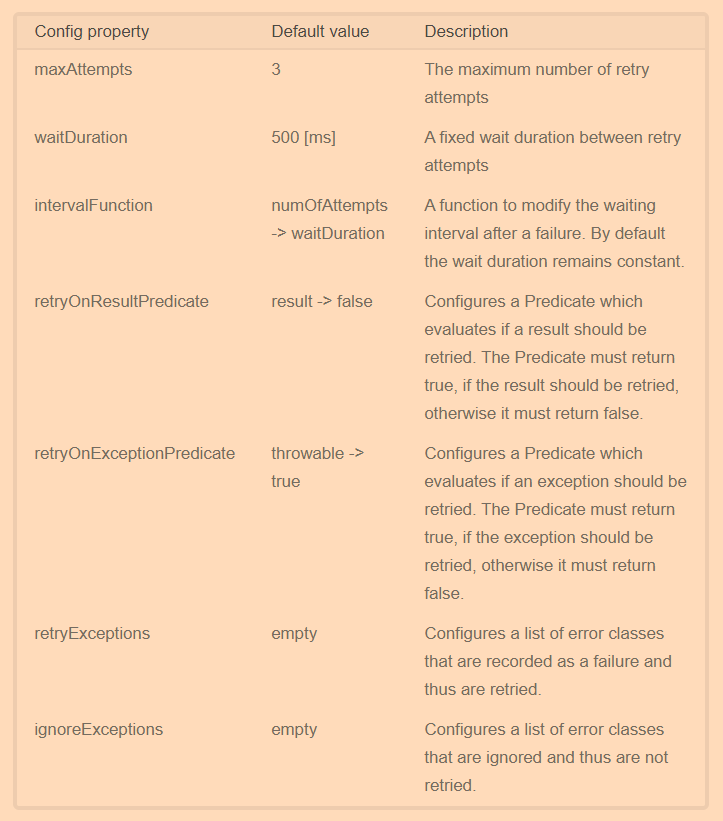 Config property Default value Description
maxAttempts 3 The maximum number of retry
attempts
waitDuration 500 [ms] A fixed wait duration between retry
attempts
intervalFunction numOfAttempts A function to modify the waiting
-> waitDuration interval after a failure. By default
the wait duration remains constant.
retryOnResultPredicate result -> false Configures a Predicate which
evaluates if a result should be
retried. The Predicate must return
true, if the result should be retried,
otherwise it must return false.
retryOnExceptionPredicate throwable -> Configures a Predicate which
true evaluates if an exception should be
retried. The Predicate must return
true, if the exception should be
retried, otherwise it must return
false.
retryExceptions empty Configures a list of error classes
that are recorded as a failure and
thus are retried.
ignoreExceptions empty Configures a list of error classes
that are ignored and thus are not
retried.